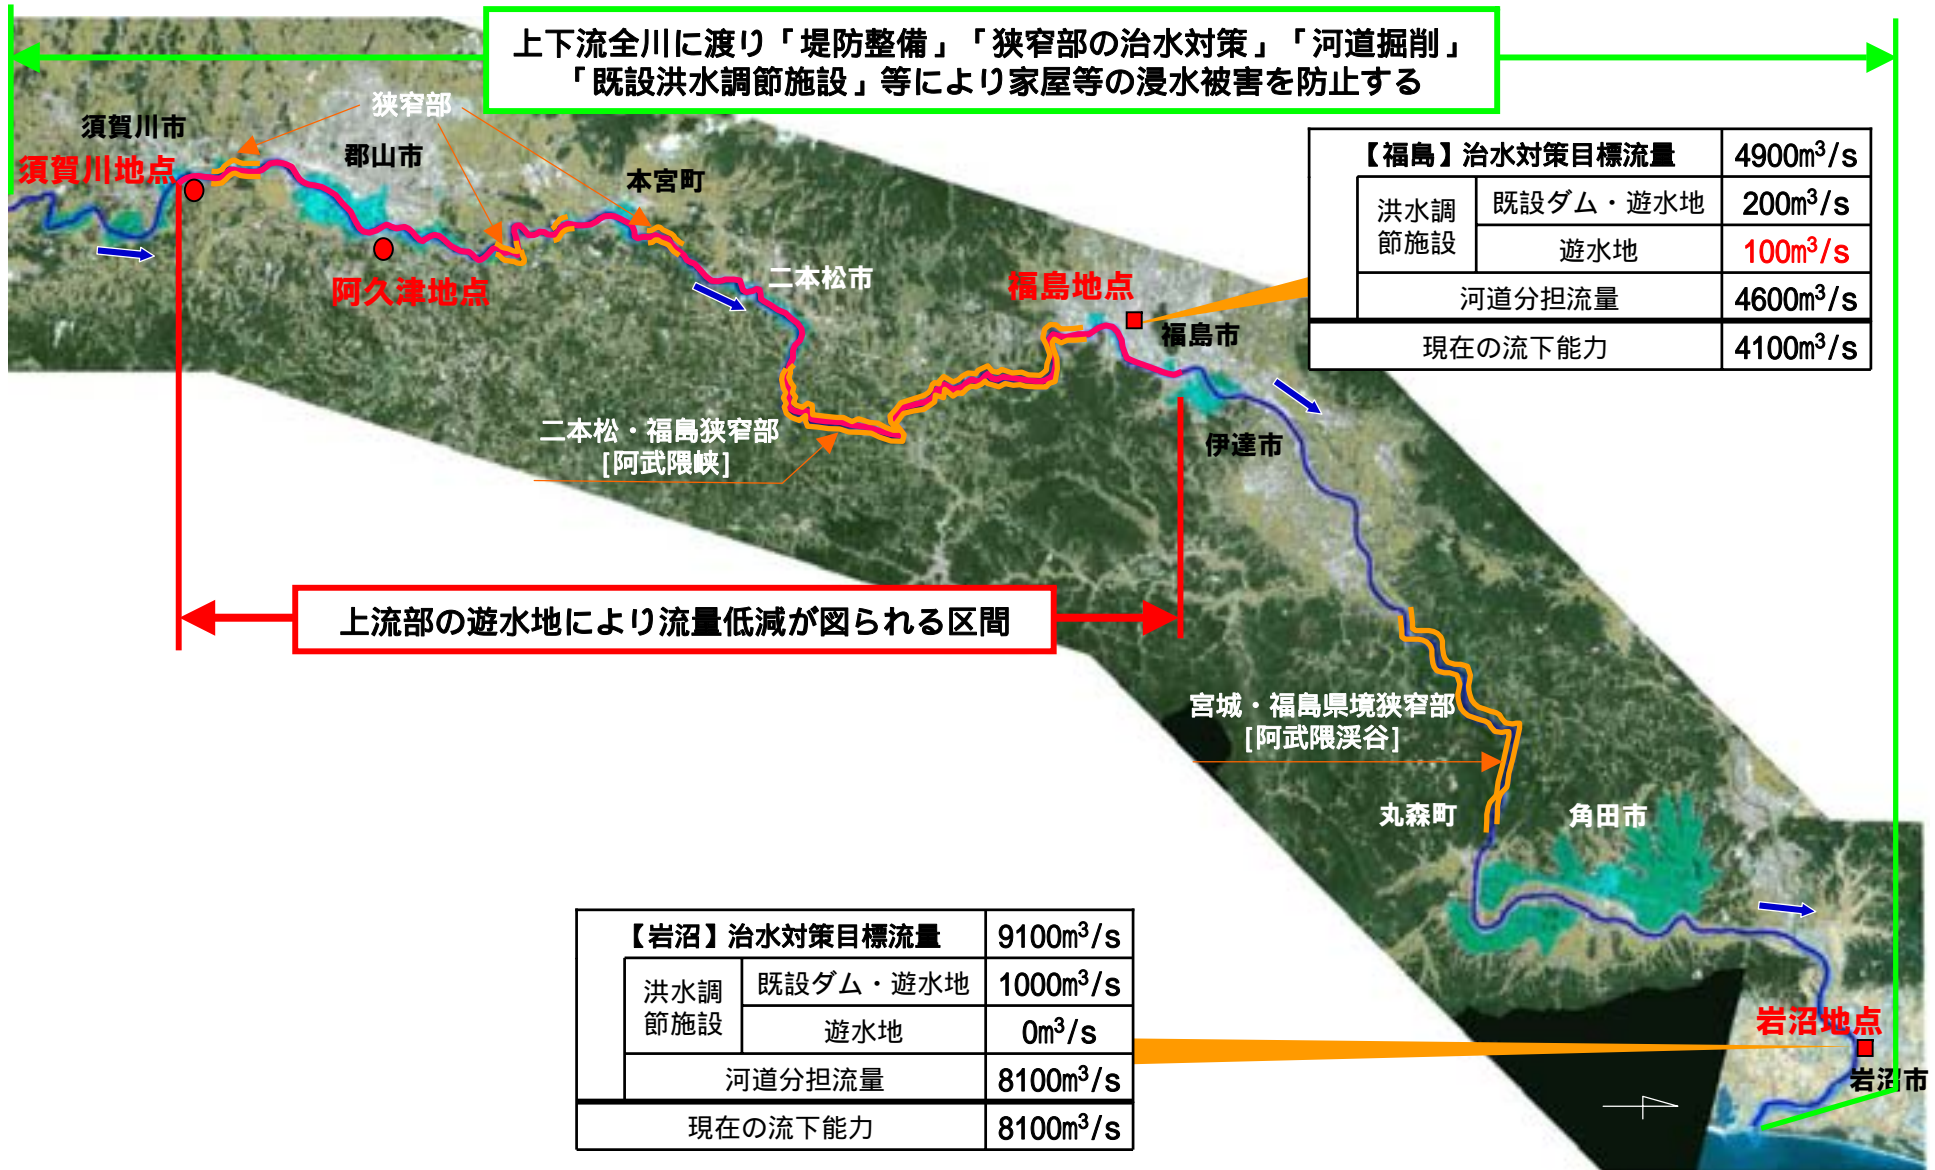 上下流全川に渡り「堤防整備」「狭窄部の治水対策」「河道掘削」
「既設洪水調節施設」等により家屋等の浸水被害を防止する
狭窄部
須賀川市
須賀川地点
郡山市
本宮町
阿久津地点
二本松市
福島地点
福島市
伊達市
【福島】治水対策目標流量 4900m³/s
洪水調
節施設
既設ダム・遊水地 200m³/s
遊水地 100m³/s
河道分担流量 4600m³/s
現在の流下能力 4100m³/s
二本松・福島狭窄部
[阿武隈峡]
上流部の遊水地により流量低減が図られる区間
宮城・福島県境狭窄部
[阿武隈渓谷]
丸森町
角田市
【岩沼】治水対策目標流量 9100m³/s
洪水調
節施設
既設ダム・遊水地 1000m³/s
遊水地 0m³/s
河道分担流量 8100m³/s
現在の流下能力 8100m³/s
岩沼地点
岩沼市